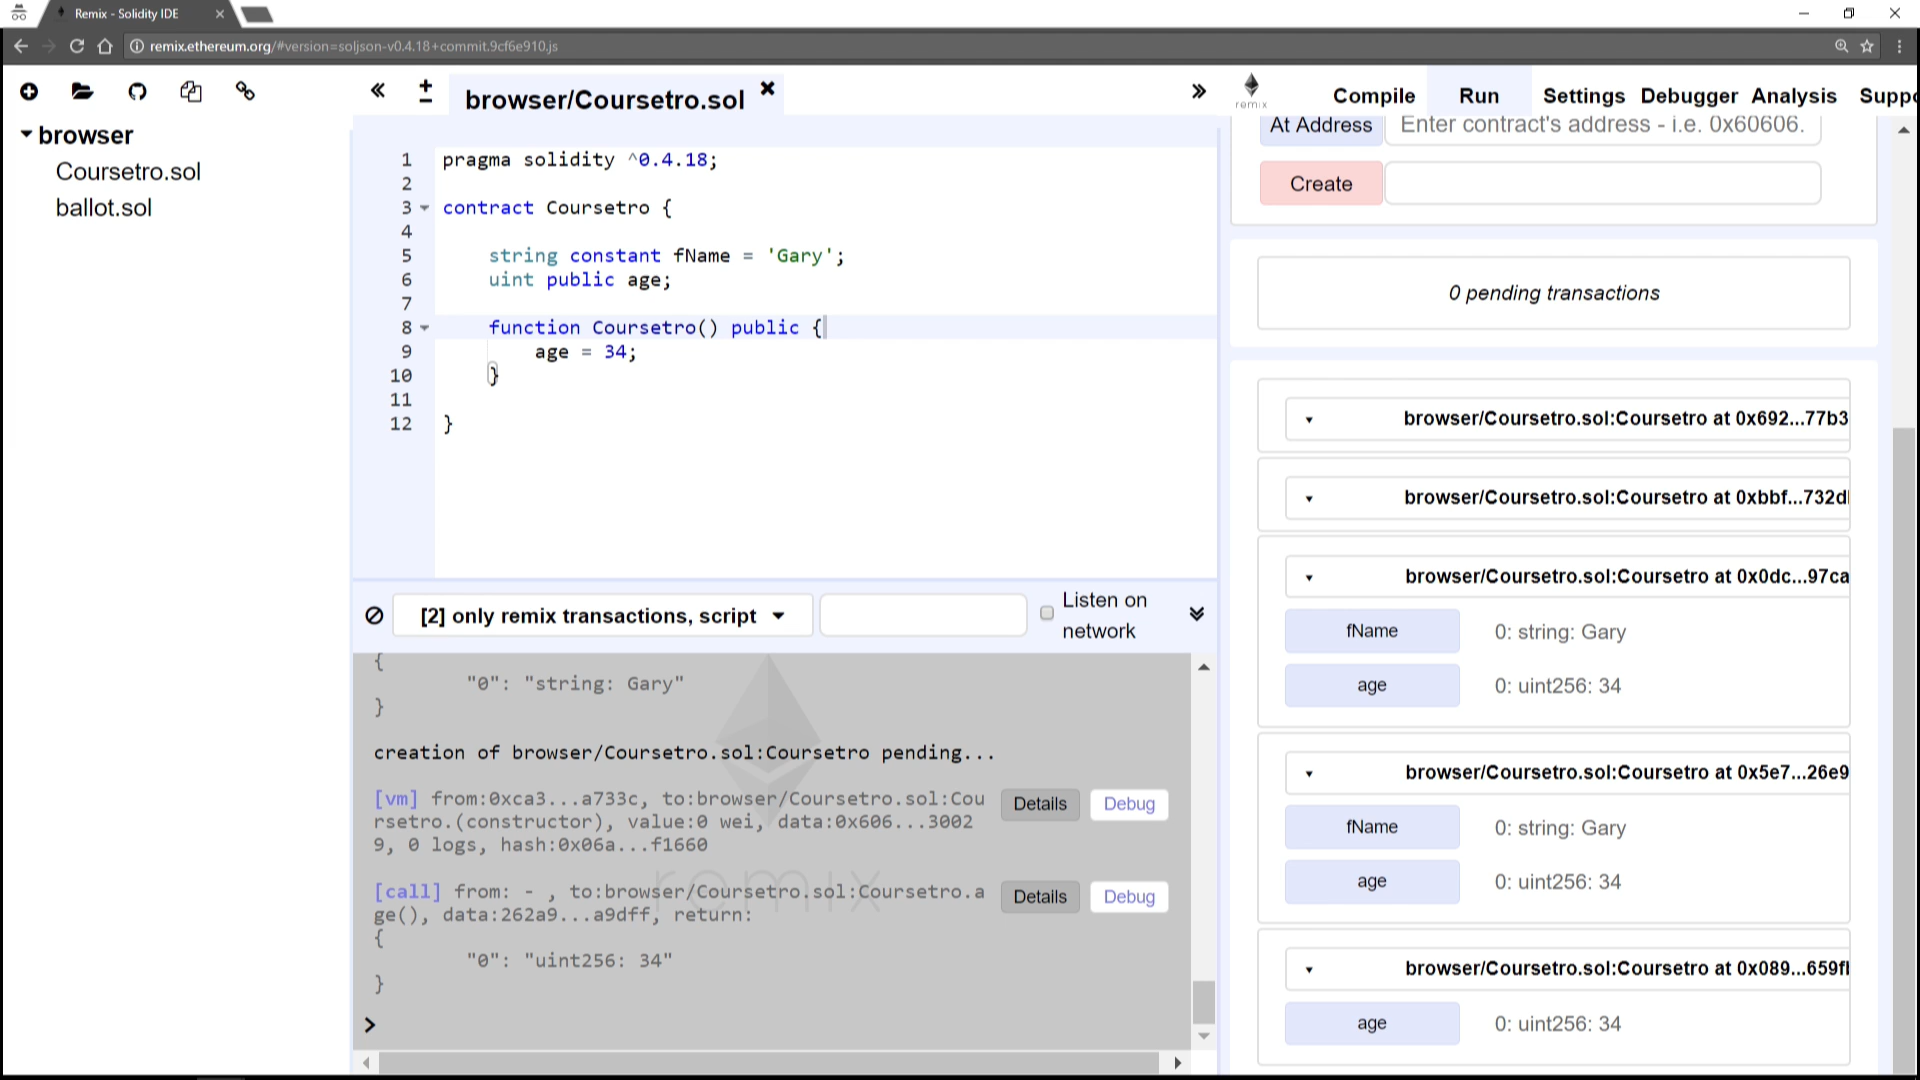 Remix - Solidity IDE
remix.ethereum.org/#version=soljson-v0.4.18+commit.9cf6e910.js
browser
Coursetro.sol
ballot.sol
browser/Coursetro.sol
1 pragma solidity ^0.4.18;
2
3 contract Coursetro {
4
5 string constant fName = 'Gary';
6 uint public age;
7
8 function Coursetro() public {
9 age = 34;
10 }
11
12 }
[2] only remix transactions, script
Listen on
network
{
"0": "string: Gary"
}
creation of browser/Coursetro.sol:Coursetro pending...
[vm] from:0xca3...a733c, to:browser/Coursetro.sol:Cou
rsetro.(constructor), value:0 wei, data:0x606...3002
9, 0 logs, hash:0x06a...f1660
Details Debug
[call] from: - , to:browser/Coursetro.sol:Coursetro.a
ge(), data:262a9...a9dff, return:
Details Debug
{
"0": "uint256: 34"
}
>
remix
remix
Compile Run Settings Debugger Analysis Suppo
At Address Enter contract's address - i.e. 0x60606.
Create
0 pending transactions
browser/Coursetro.sol:Coursetro at 0x692...77b3
browser/Coursetro.sol:Coursetro at 0xbbf...732d
browser/Coursetro.sol:Coursetro at 0x0dc...97ca
fName 0: string: Gary
age 0: uint256: 34
browser/Coursetro.sol:Coursetro at 0x5e7...26e9
fName 0: string: Gary
age 0: uint256: 34
browser/Coursetro.sol:Coursetro at 0x089...659f
age 0: uint256: 34